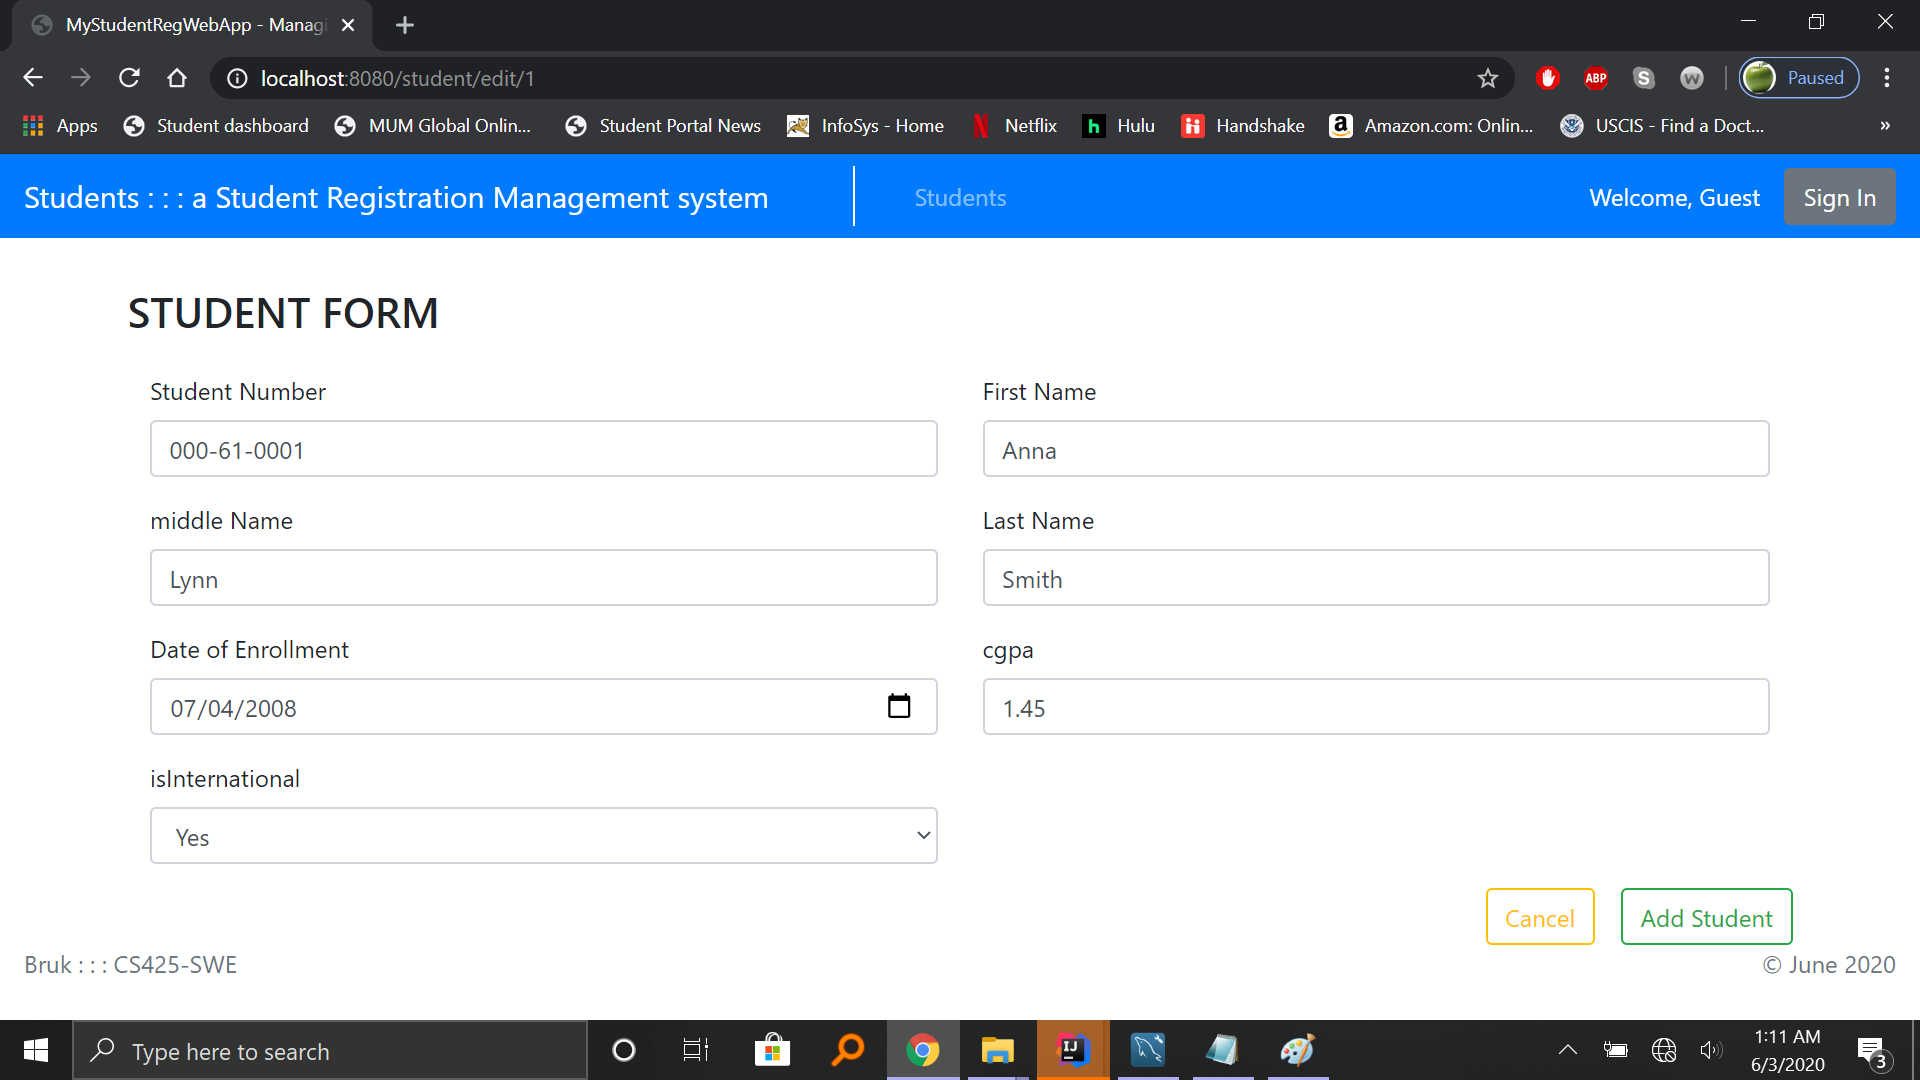 MyStudentRegWebApp - Managi
localhost:8080/student/edit/1
ABP
S
W
Paused
Apps
Student dashboard
MUM Global Onlin...
Student Portal News
InfoSys - Home
Netflix
h
Hulu
Handshake
a
Amazon.com: Onlin...
USCIS - Find a Doct...
»
Students : : : a Student Registration Management system
Students
Welcome, Guest
Sign In
STUDENT FORM
Student Number
First Name
000-61-0001
Anna
middle Name
Last Name
Lynn
Smith
Date of Enrollment
cgpa
07/04/2008
1.45
isInternational
Yes
Cancel
Add Student
Bruk : : : CS425-SWE
© June 2020
Type here to search
IJ
1:11 AM
6/3/2020
3